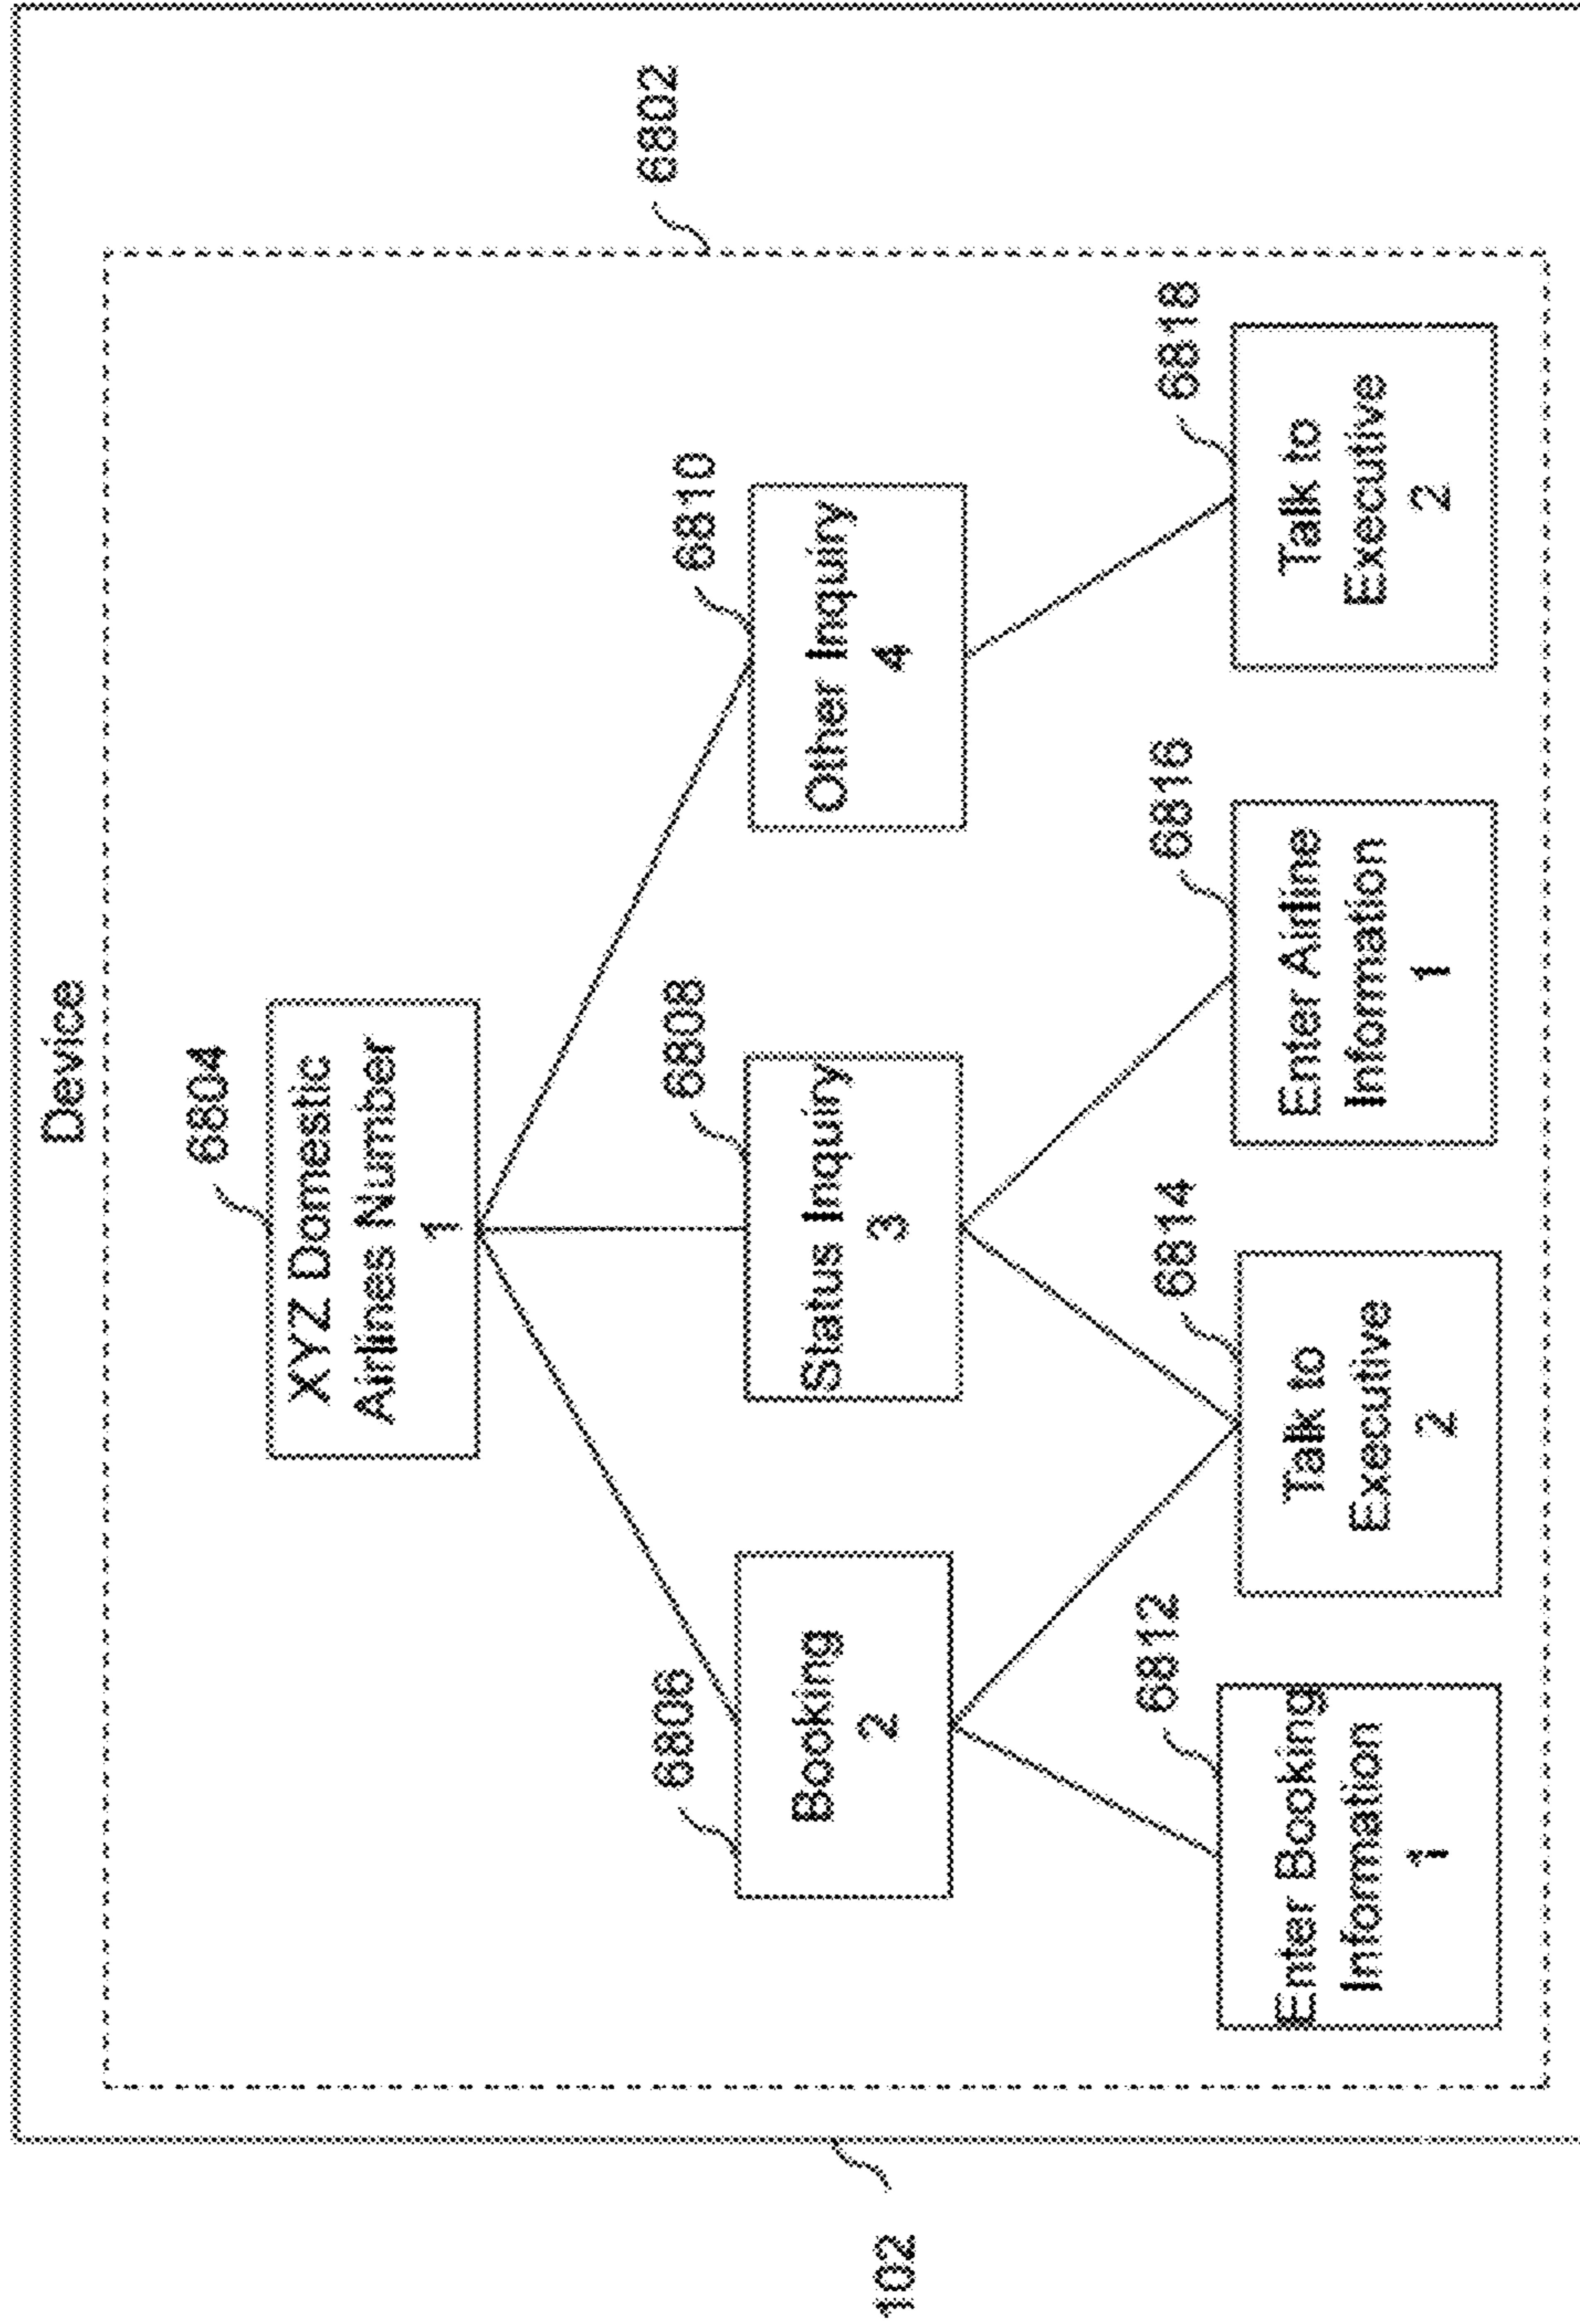 Device
6802
6804
XYZ Domestic
Airlines Number
1
6806
Booking
2
6808
Status Inquiry
3
6810
Other Inquiry
4
6812
Enter Booking
Information
1
6814
Talk to
Executive
2
6816
Enter Airline
Information
1
6818
Talk to
Executive
2
102